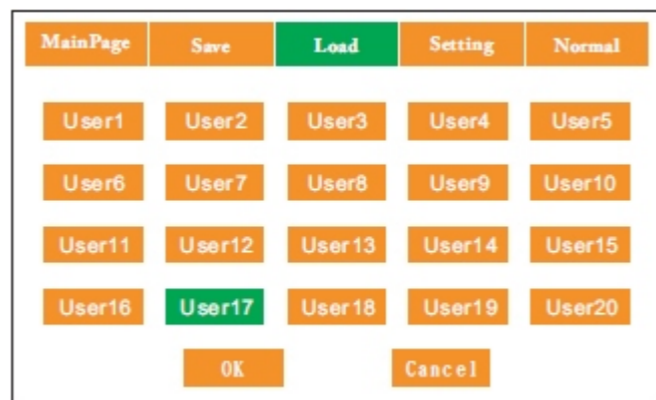 MainPage Save Load Setting Normal
User1 User2 User3 User4 User5
User6 User7 User8 User9 User10
User11 User12 User13 User14 User15
User16 User17 User18 User19 User20
OK Cancel